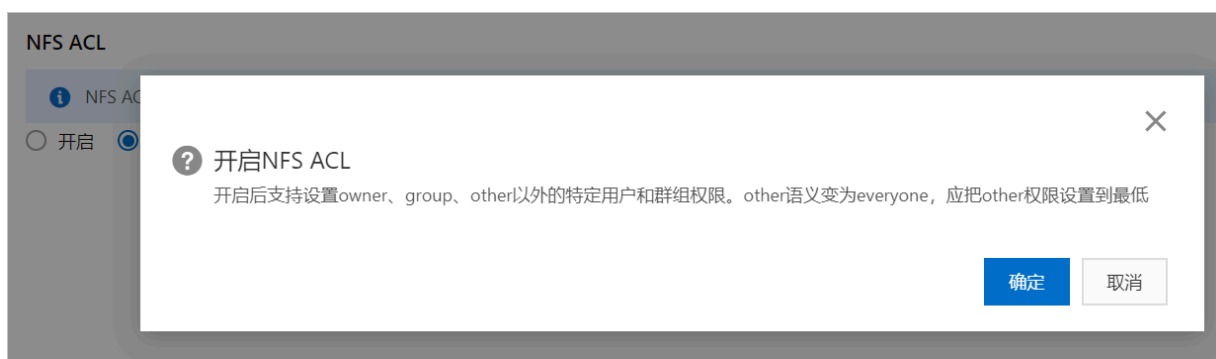 NFS ACL
NFS AC
开启
开启NFS ACL
开启后支持设置owner、group、other以外的特定用户和群组权限。other语义变为everyone，应把other权限设置到最低
确定 取消